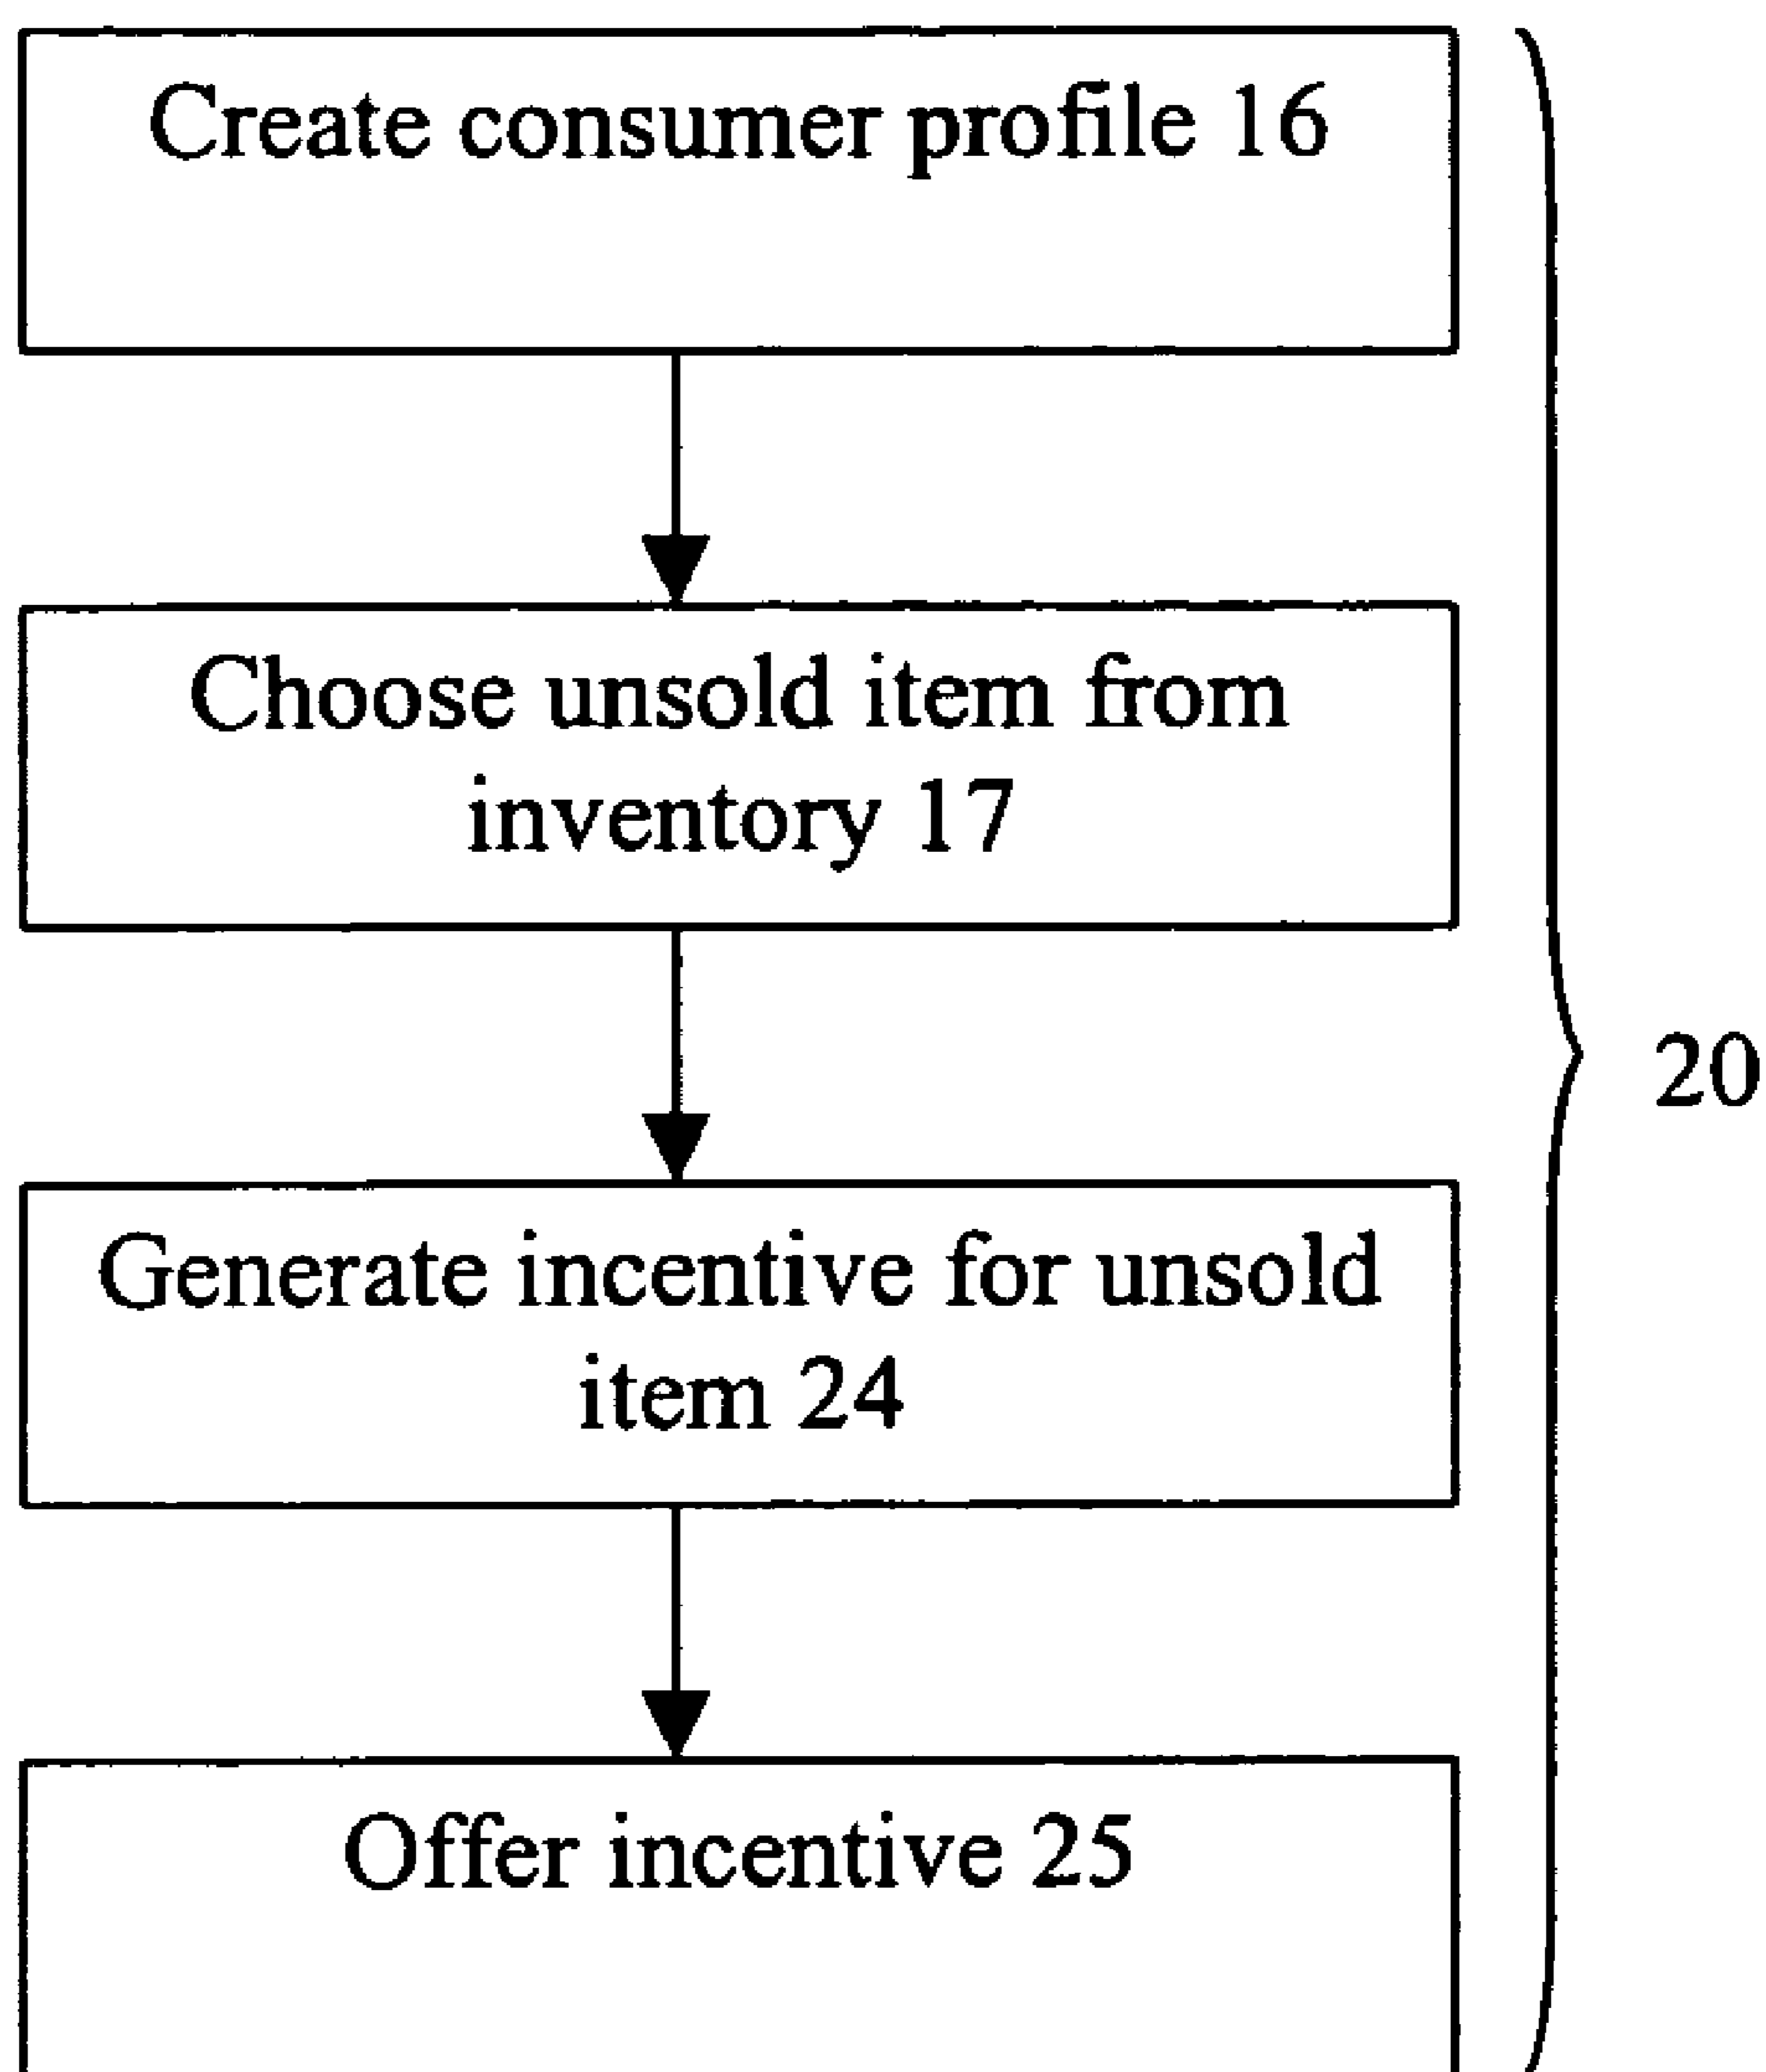 Create consumer profile 16
Choose unsold item from
inventory 17
20
Generate incentive for unsold
item 24
Offer incentive 25